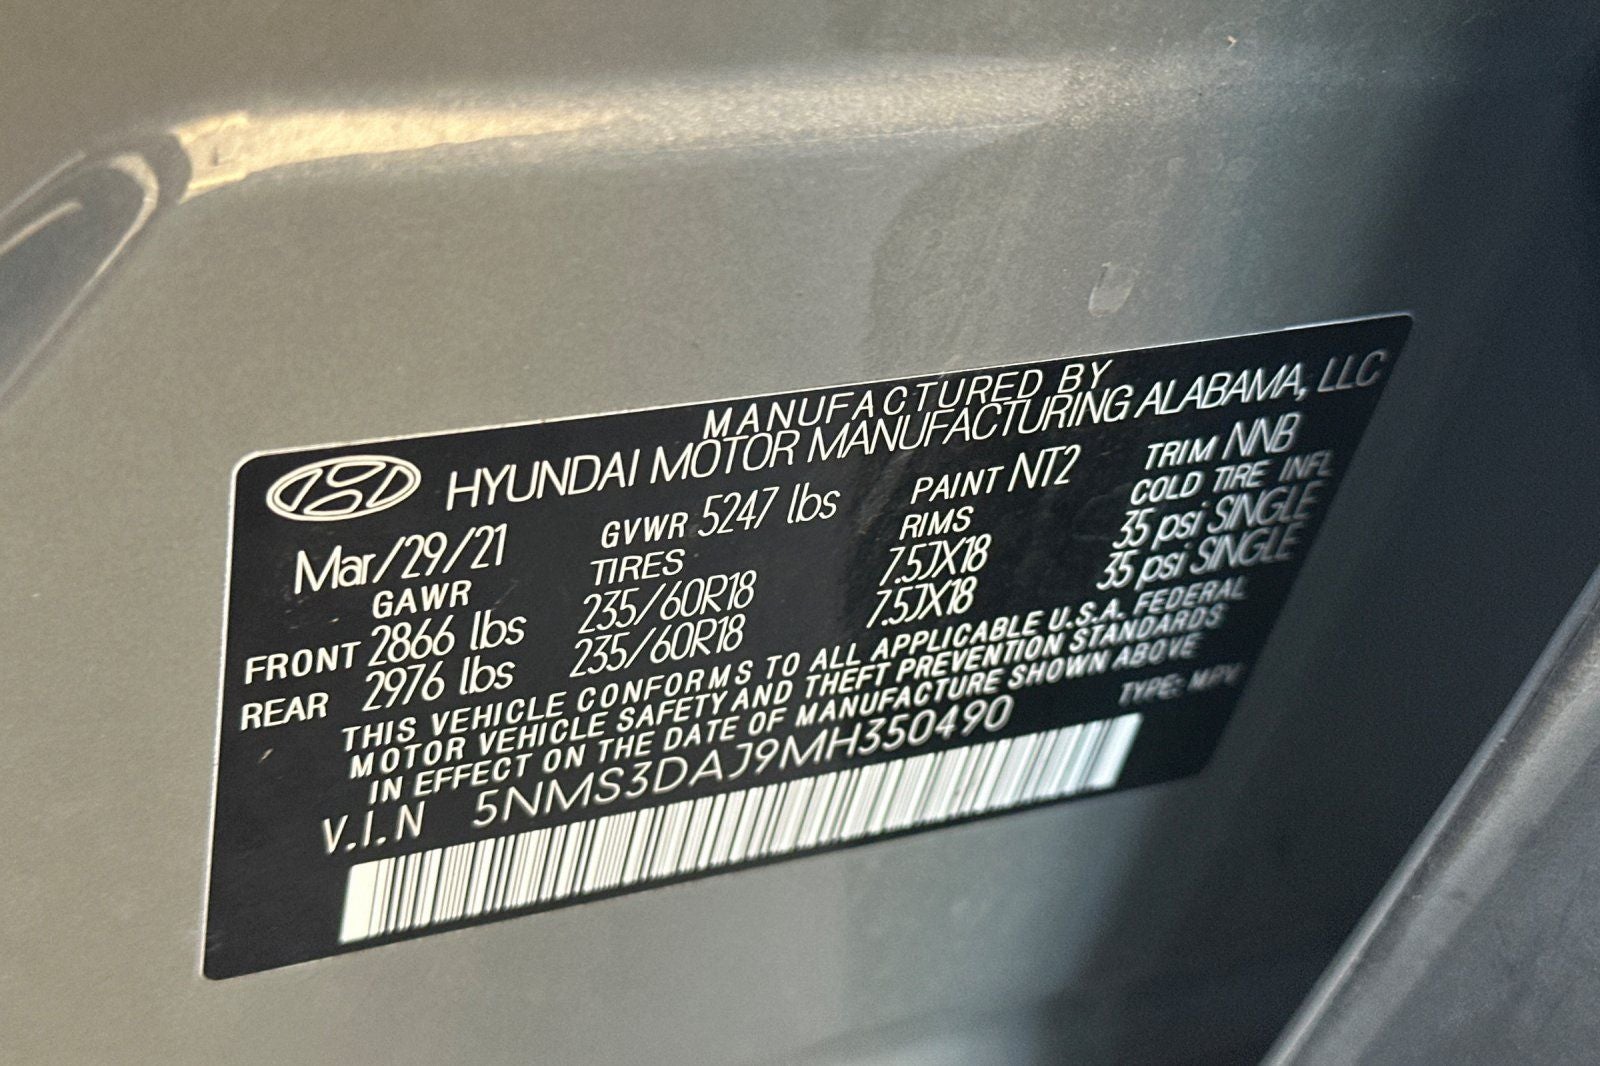 MANUFACTURED BY
HYUNDAI MOTOR MANUFACTURING ALABAMA, LLC
Mar/29/21 GVWR 5247 lbs PAINT NT2 TRIM NNB
GAWR TIRES RIMS COLD TIRE INFL
FRONT 2866 lbs 235/60R18 7.5JX18 35 psi SINGLE
REAR 2976 lbs 235/60R18 7.5JX18 35 psi SINGLE
THIS VEHICLE CONFORMS TO ALL APPLICABLE U.S.A. FEDERAL
MOTOR VEHICLE SAFETY AND THEFT PREVENTION STANDARDS
IN EFFECT ON THE DATE OF MANUFACTURE SHOWN ABOVE
V.I.N 5NMS3DAJ9MH350490 TYPE: MPV